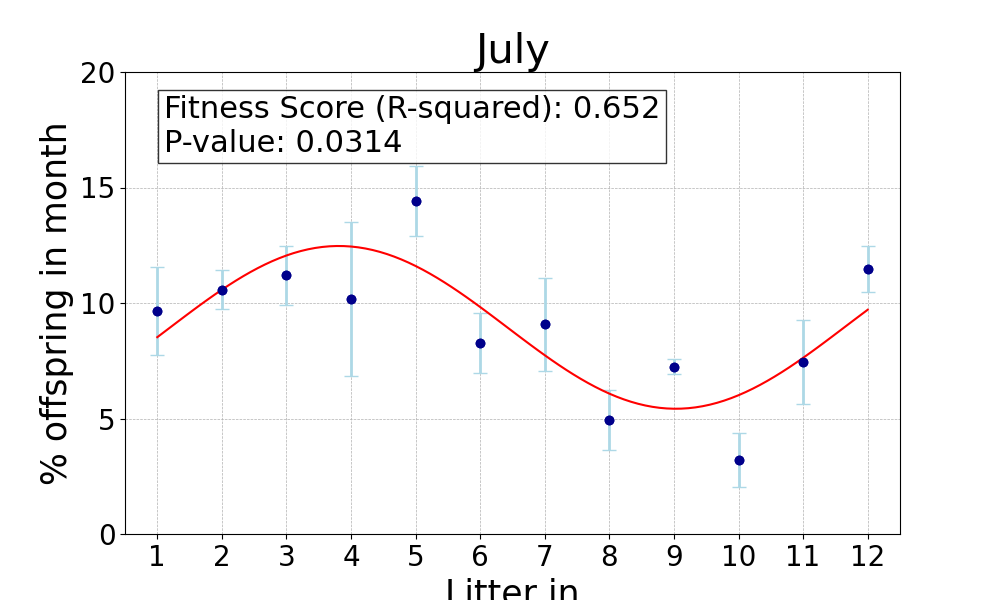 July
Fitness Score (R-squared): 0.652
P-value: 0.0314
% offspring in month
20
15
10
5
0
1 2 3 4 5 6 7 8 9 10 11 12
Litter in